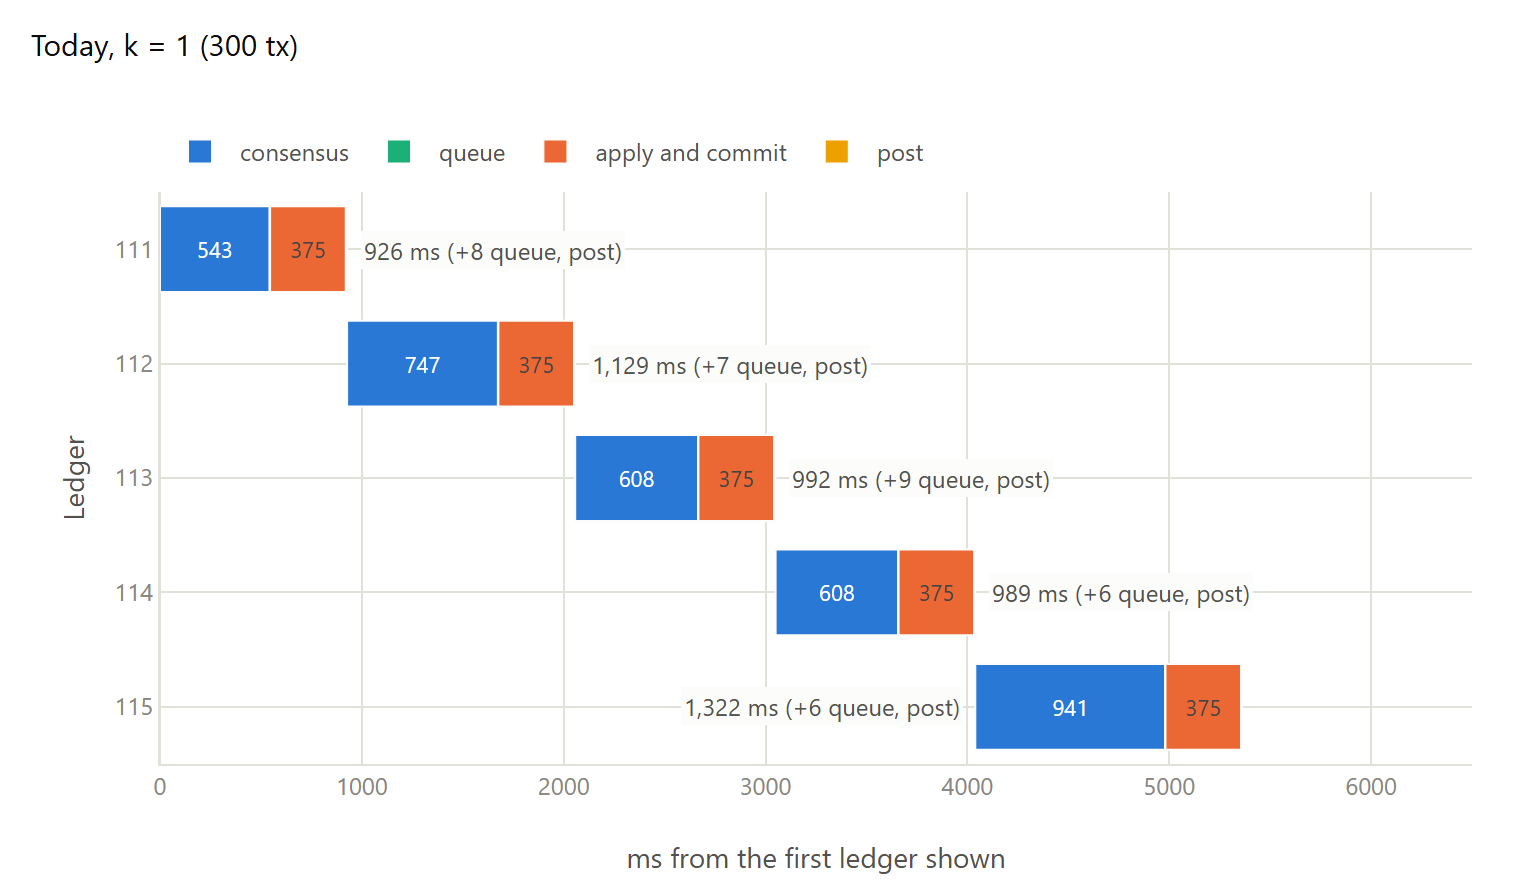 Today, k = 1 (300 tx)
consensus queue apply and commit post
111 543 375 926 ms (+8 queue, post)
112 747 375 1,129 ms (+7 queue, post)
113 608 375 992 ms (+9 queue, post)
114 608 375 989 ms (+6 queue, post)
115 1,322 ms (+6 queue, post) 941 375
Ledger
0 1000 2000 3000 4000 5000 6000
ms from the first ledger shown